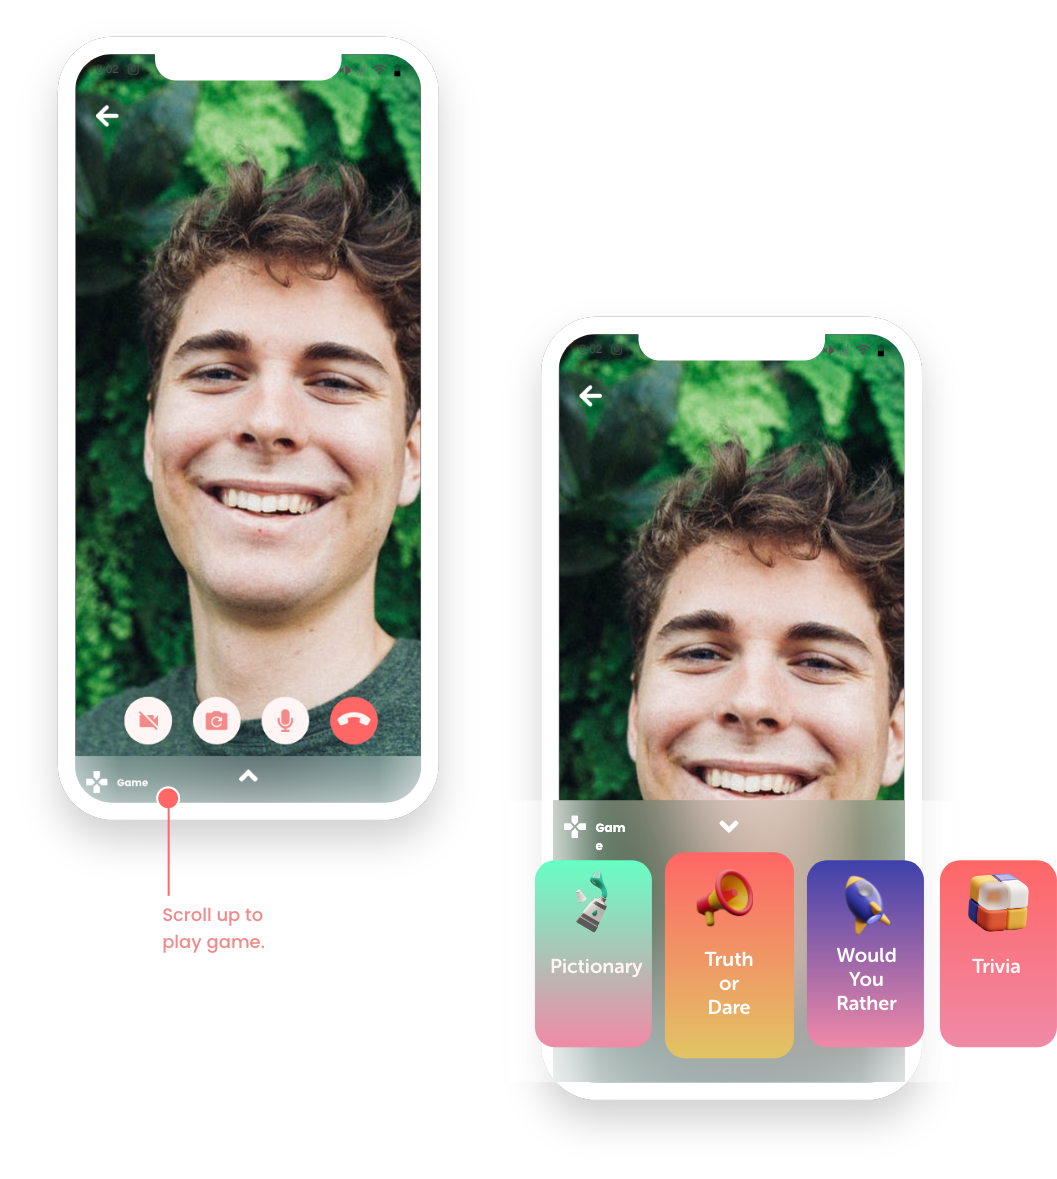 Game
Scroll up to
play game.
Gam
e
Pictionary
Truth
or
Dare
Would
You
Rather
Trivia